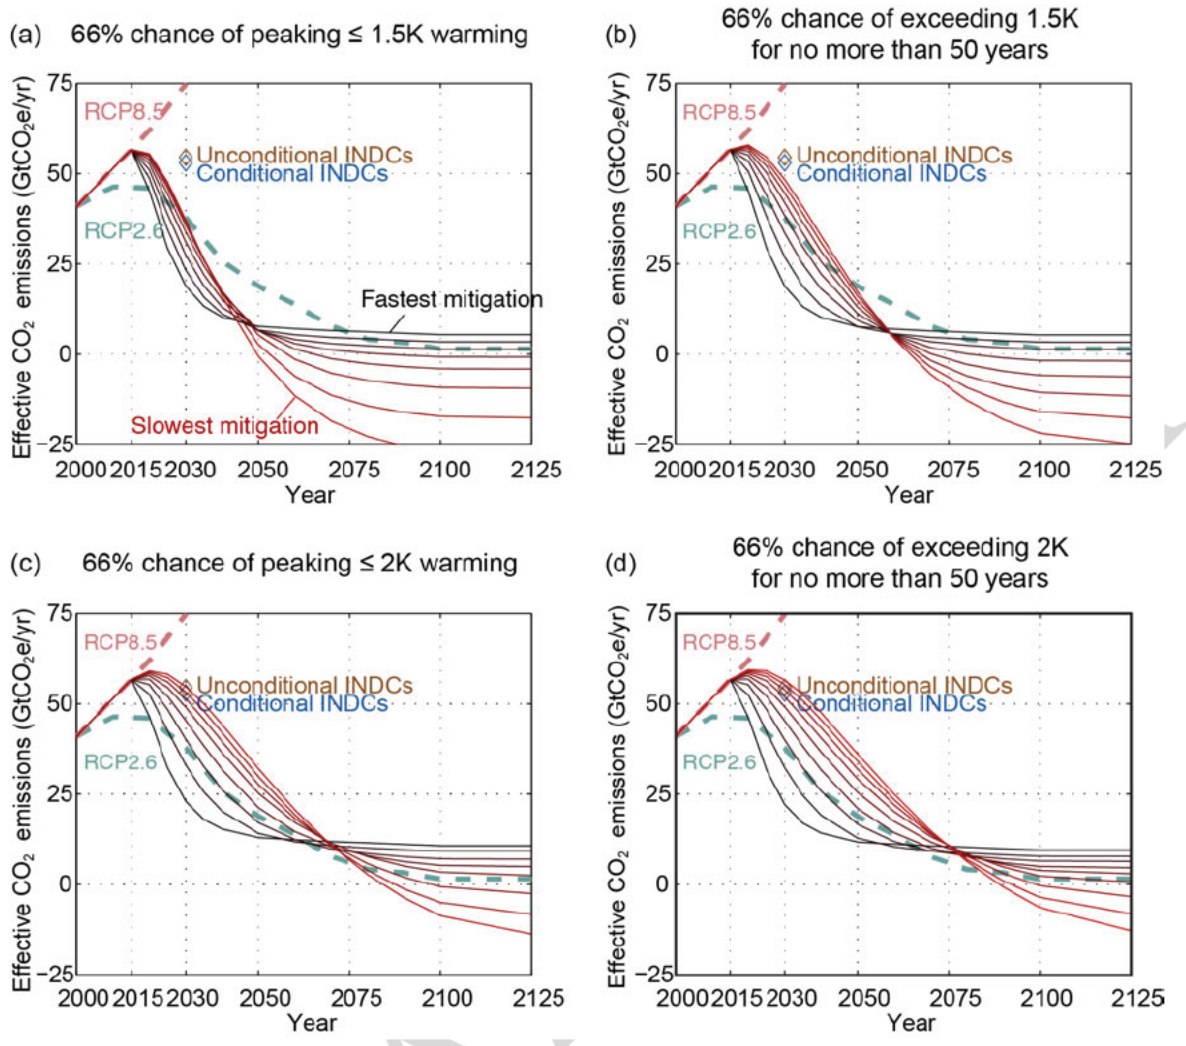 (a) 66% chance of peaking ≤ 1.5K warming
Effective CO₂ emissions (GtCO₂e/yr)
75
50
25
0
−25
RCP8.5
Unconditional INDCs
Conditional INDCs
RCP2.6
Fastest mitigation
Slowest mitigation
2000 2015 2030 2050 2075 2100 2125
Year
(b) 66% chance of exceeding 1.5K
for no more than 50 years
Effective CO₂ emissions (GtCO₂e/yr)
75
50
25
0
−25
RCP8.5
Unconditional INDCs
Conditional INDCs
RCP2.6
2000 2015 2030 2050 2075 2100 2125
Year
(c) 66% chance of peaking ≤ 2K warming
Effective CO₂ emissions (GtCO₂e/yr)
75
50
25
0
−25
RCP8.5
Unconditional INDCs
Conditional INDCs
RCP2.6
2000 2015 2030 2050 2075 2100 2125
Year
(d) 66% chance of exceeding 2K
for no more than 50 years
Effective CO₂ emissions (GtCO₂e/yr)
75
50
25
0
−25
RCP8.5
Unconditional INDCs
Conditional INDCs
RCP2.6
2000 2015 2030 2050 2075 2100 2125
Year